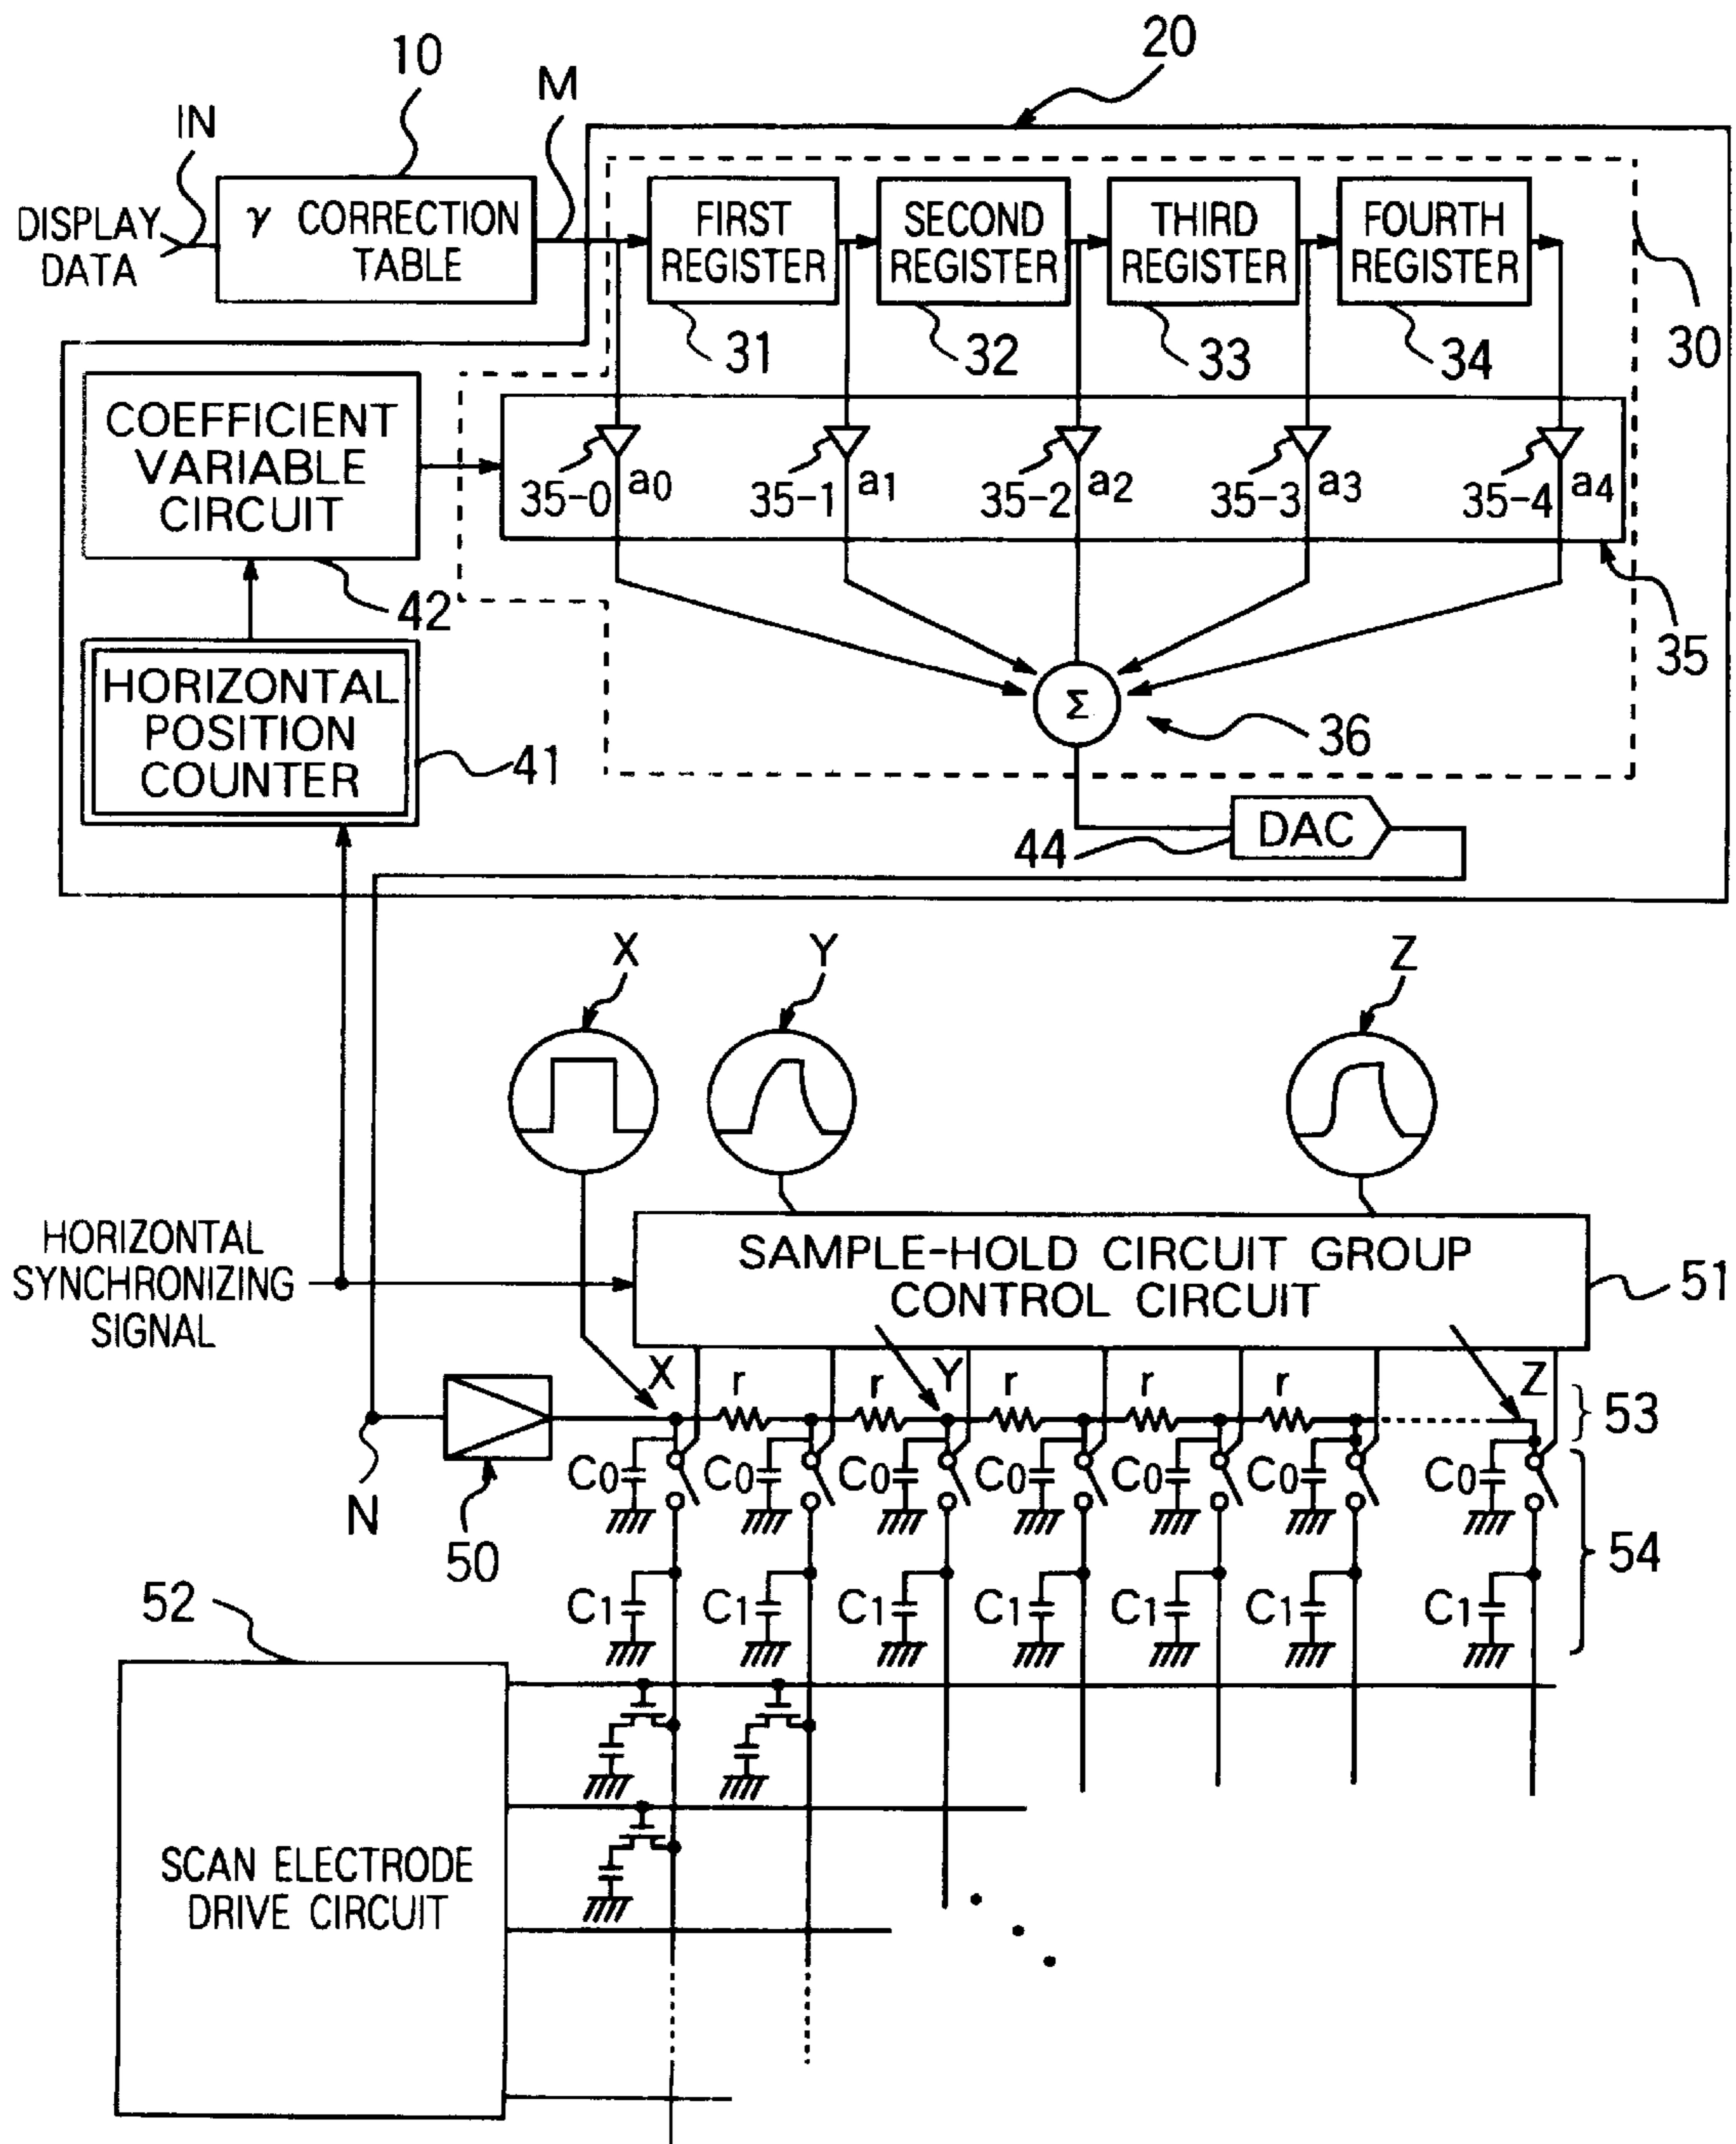 10
20
IN
M
DISPLAY
DATA
γ CORRECTION
TABLE
FIRST
REGISTER
SECOND
REGISTER
THIRD
REGISTER
FOURTH
REGISTER
31
32
33
34
30
COEFFICIENT
VARIABLE
CIRCUIT
35-0
a0
35-1
a1
35-2
a2
35-3
a3
35-4
a4
42
35
HORIZONTAL
POSITION
COUNTER
41
Σ
36
44
DAC
X
Y
Z
HORIZONTAL
SYNCHRONIZING
SIGNAL
SAMPLE-HOLD CIRCUIT GROUP
CONTROL CIRCUIT
51
X
r
r
Y
r
r
r
Z
53
N
50
C0
C0
C0
C0
C0
C0
C0
54
C1
C1
C1
C1
C1
C1
C1
52
SCAN ELECTRODE
DRIVE CIRCUIT